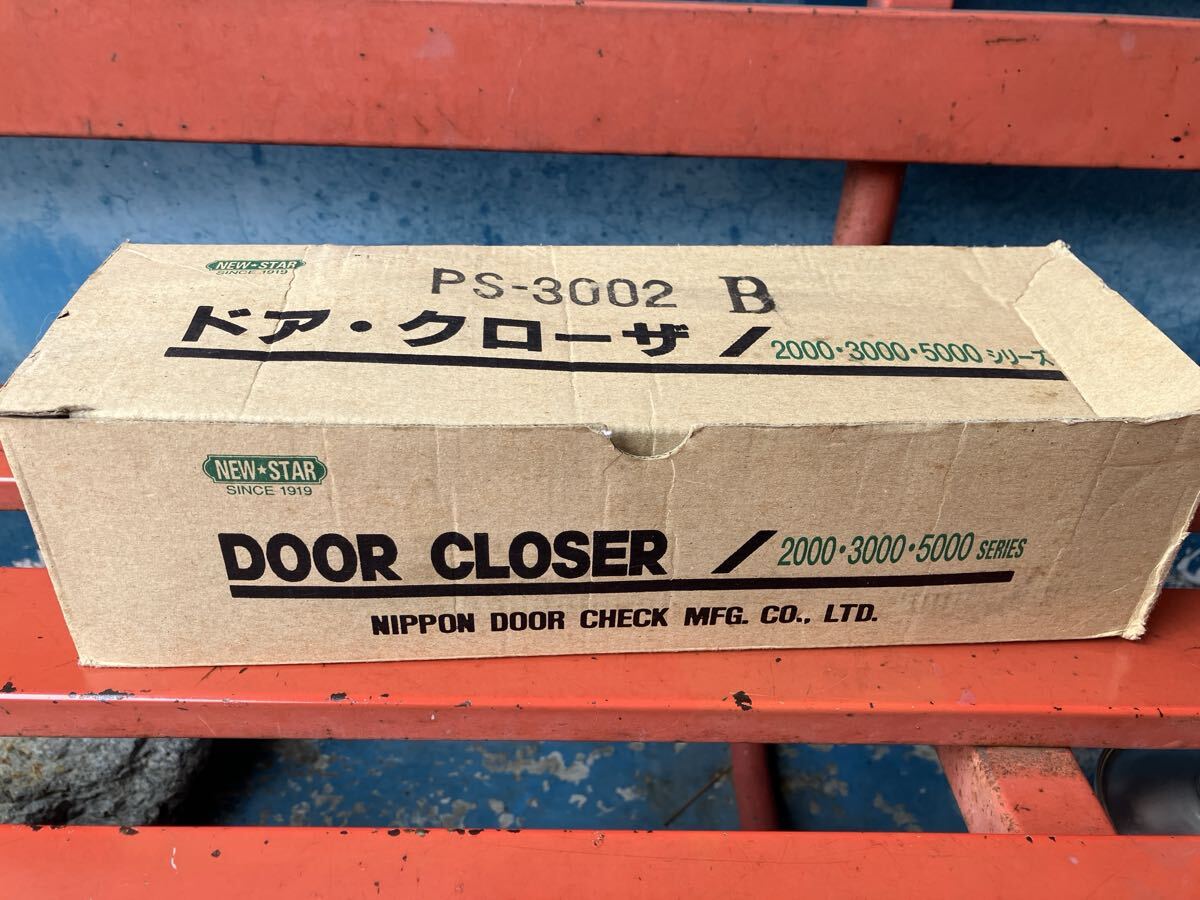 NEW★STAR
SINCE 1919
PS-3002 B
ドア・クローザ / 2000・3000・5000 シリーズ
NEW★STAR
SINCE 1919
DOOR CLOSER / 2000・3000・5000 SERIES
NIPPON DOOR CHECK MFG. CO., LTD.